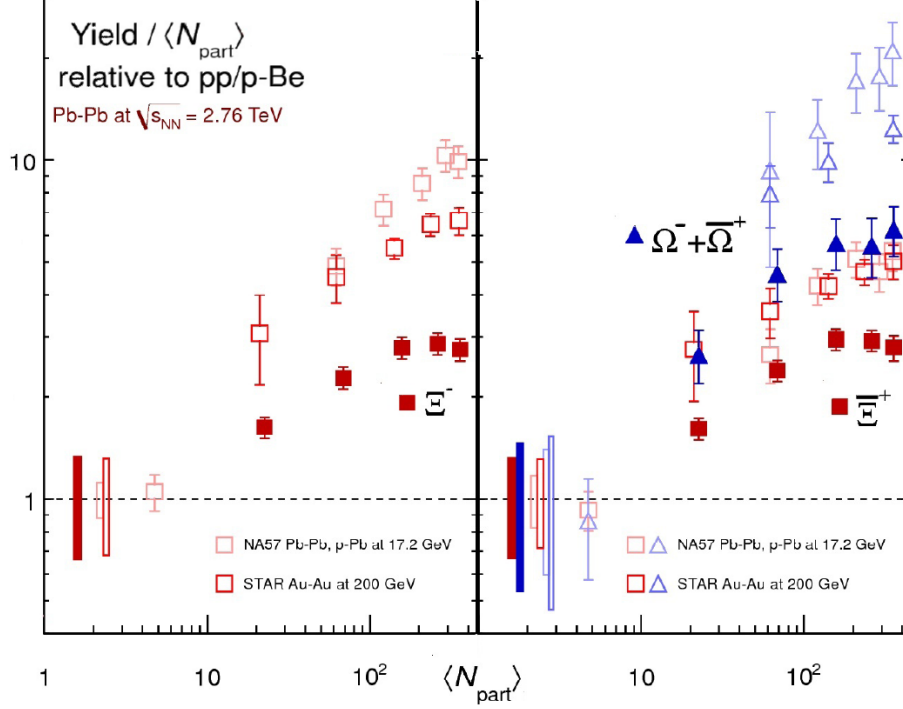 Yield / ⟨N_part⟩
relative to pp/p-Be
Pb-Pb at √s_NN = 2.76 TeV
10
1
Ξ⁻
Ω⁻+Ω̅⁺
Ξ̅⁺
NA57 Pb-Pb, p-Pb at 17.2 GeV
STAR Au-Au at 200 GeV
NA57 Pb-Pb, p-Pb at 17.2 GeV
STAR Au-Au at 200 GeV
1
10
10²
⟨N_part⟩
1
10
10²